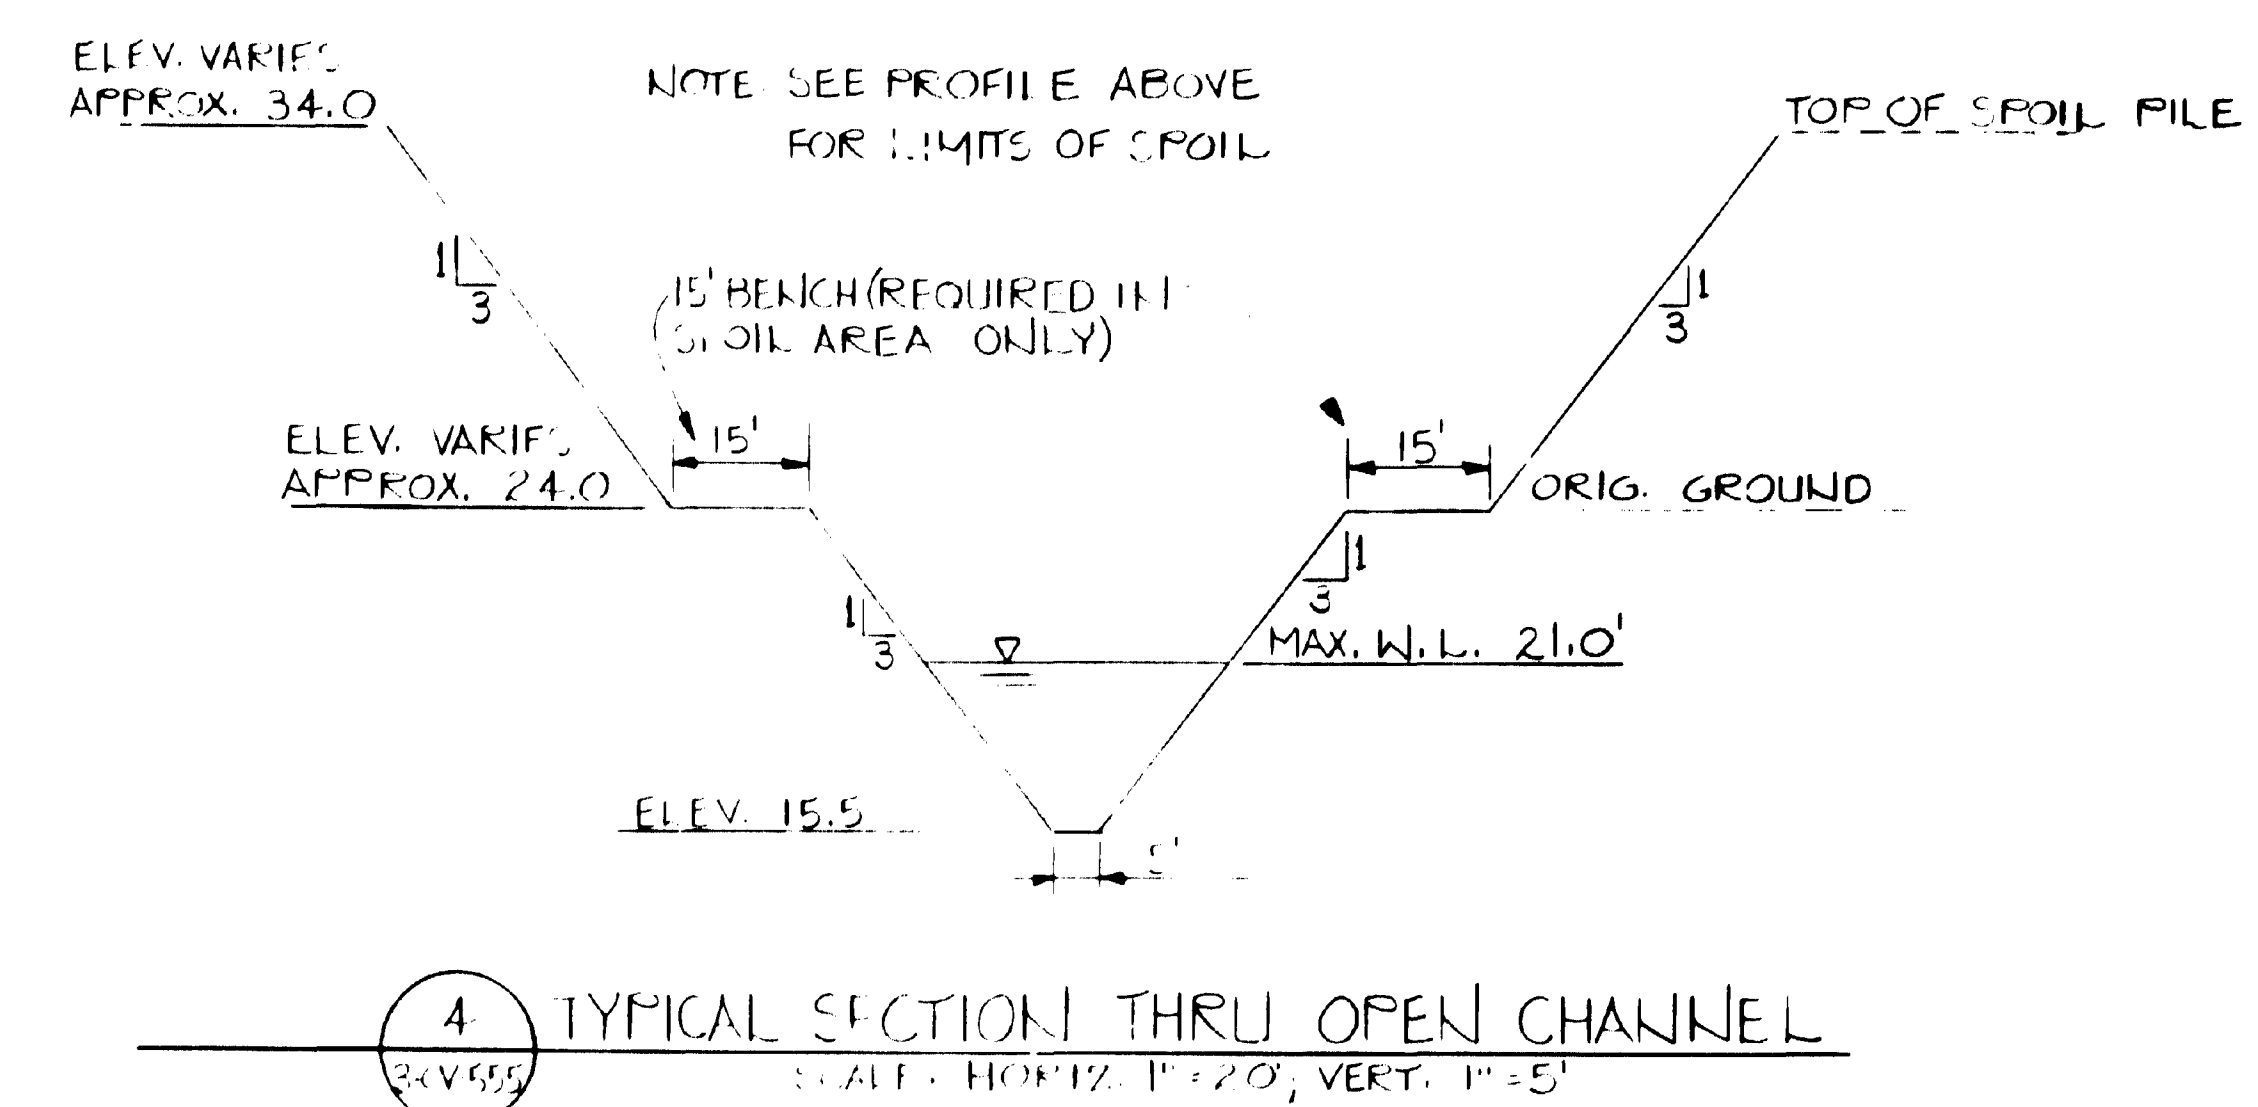 ELEV. VARIES
APPROX. 34.0
NOTE SEE PROFILE ABOVE
FOR LIMITS OF SPOIL
TOP OF SPOIL PILE
1
3
1
3
15' BENCH (REQUIRED IN
SPOIL AREA ONLY)
15'
15'
ELEV. VARIES
APPROX. 24.0
ORIG. GROUND
1
3
1
3
MAX. W.L. 21.0'
ELEV. 15.5
5'
4
TYPICAL SECTION THRU OPEN CHANNEL
SCALE: HORIZ. 1" = 20', VERT. 1" = 5'